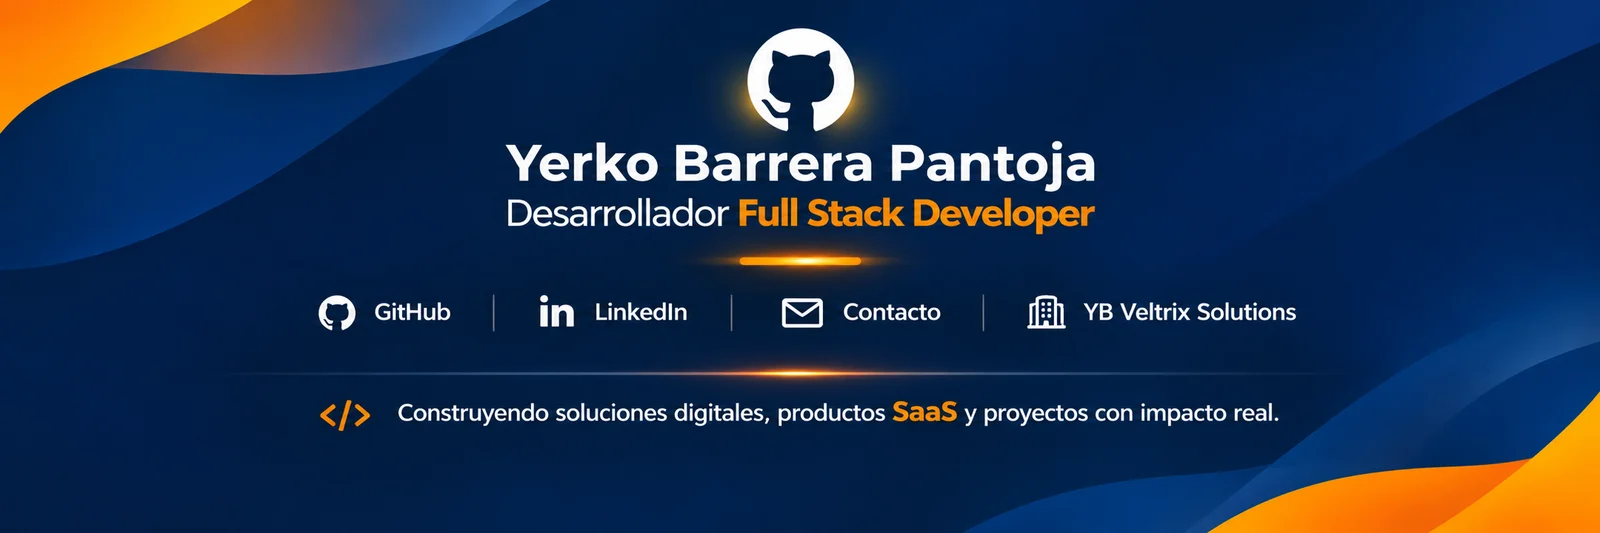 Yerko Barrera Pantoja
Desarrollador Full Stack Developer
GitHub
LinkedIn
Contacto
YB Veltrix Solutions
</> Construyendo soluciones digitales, productos SaaS y proyectos con impacto real.